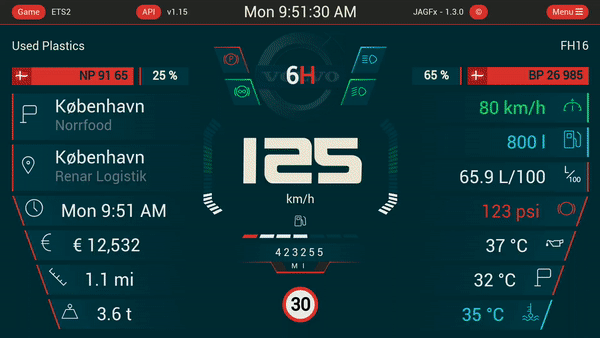 Game ETS2 API v1.15 Mon 9:51:30 AM JAGFx - 1.3.0 © Menu
Used Plastics FH16
NP 91 65 25 % 65 % BP 26 985
6H
København
Norrfood
København
Renar Logistik
Mon 9:51 AM
€ 12,532
1.1 mi
3.6 t
125
km/h
423255
MI
30
80 km/h
800 l
65.9 L/100 L/100
123 psi
37 °C
32 °C
35 °C